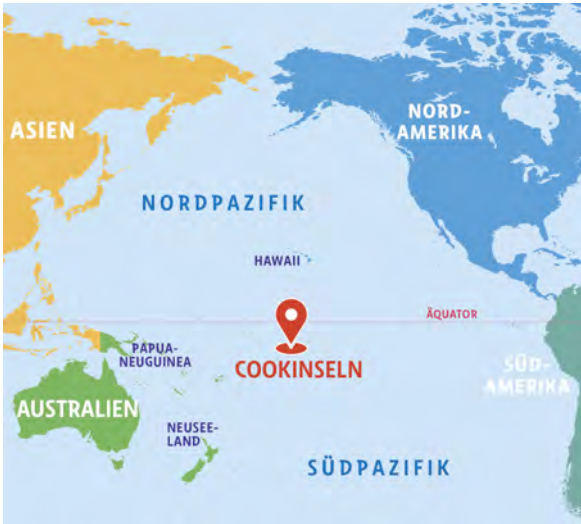 ASIEN
NORD-
AMERIKA
NORDPAZIFIK
HAWAII
ÄQUATOR
PAPUA-
NEUGUINEA
COOKINSELN
SÜD-
AMERIKA
AUSTRALIEN
NEUSEE-
LAND
SÜDPAZIFIK